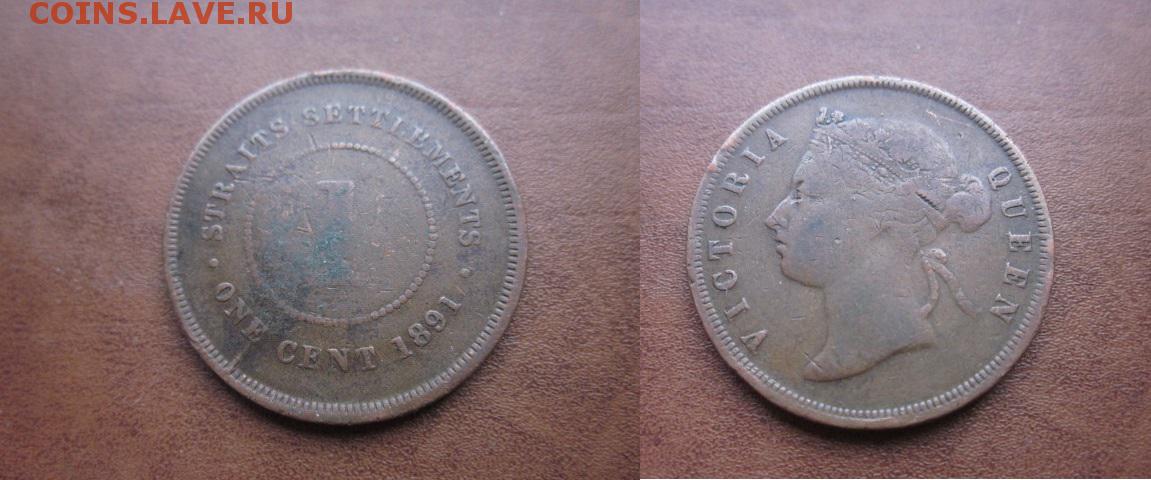 COINS.LAVE.RU
· STRAITS SETTLEMENTS ·
1
ONE CENT 1891
VICTORIA QUEEN